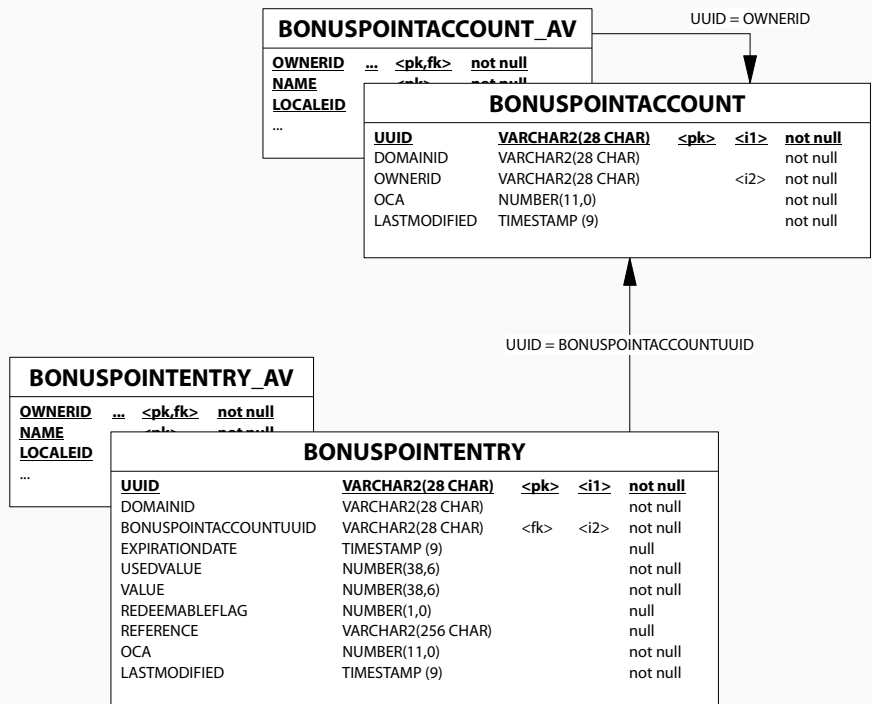 BONUSPOINTACCOUNT_AV
UUID = OWNERID
OWNERID ... <pk,fk> not null
NAME
LOCALEID
...
BONUSPOINTACCOUNT
UUID VARCHAR2(28 CHAR) <pk> <i1> not null
DOMAINID VARCHAR2(28 CHAR) not null
OWNERID VARCHAR2(28 CHAR) <i2> not null
OCA NUMBER(11,0) not null
LASTMODIFIED TIMESTAMP (9) not null
UUID = BONUSPOINTACCOUNTUUID
BONUSPOINTENTRY_AV
OWNERID ... <pk,fk> not null
NAME
LOCALEID
...
BONUSPOINTENTRY
UUID VARCHAR2(28 CHAR) <pk> <i1> not null
DOMAINID VARCHAR2(28 CHAR) not null
BONUSPOINTACCOUNTUUID VARCHAR2(28 CHAR) <fk> <i2> not null
EXPIRATIONDATE TIMESTAMP (9) null
USEDVALUE NUMBER(38,6) not null
VALUE NUMBER(38,6) not null
REDEEMABLEFLAG NUMBER(1,0) null
REFERENCE VARCHAR2(256 CHAR) null
OCA NUMBER(11,0) not null
LASTMODIFIED TIMESTAMP (9) not null